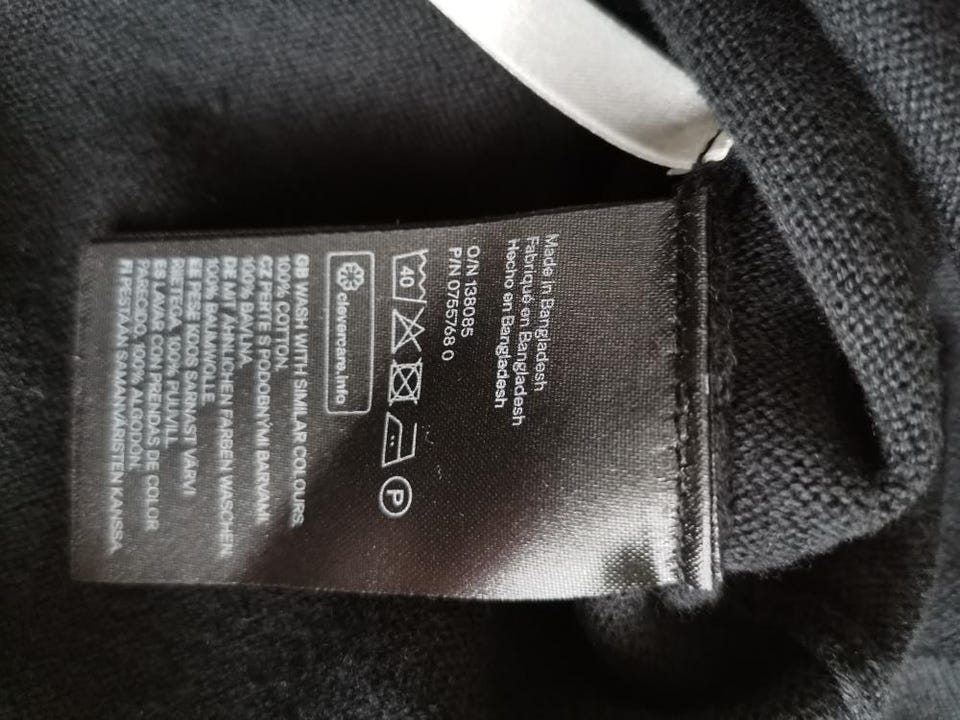 Made in Bangladesh
Fabriqué en Bangladesh
Hecho en Bangladesh
O/N 138085
P/N 0755768 0
40
P
clevercare.info
GB WASH WITH SIMILAR COLOURS
100% COTTON.
CZ PERTE S PODOBNÝMI BARVAMI.
100% BAVLNA.
DE MIT ÄHNLICHEN FARBEN WASCHEN.
100% BAUMWOLLE.
EE PESE KOOS SARNAST VÄRVI
RIETEGA. 100% PUUVILL.
ES LAVAR CON PRENDAS DE COLOR
PARECIDO. 100% ALGODÓN.
FI PESTÄÄN SAMANVÄRISTEN KANSSA.